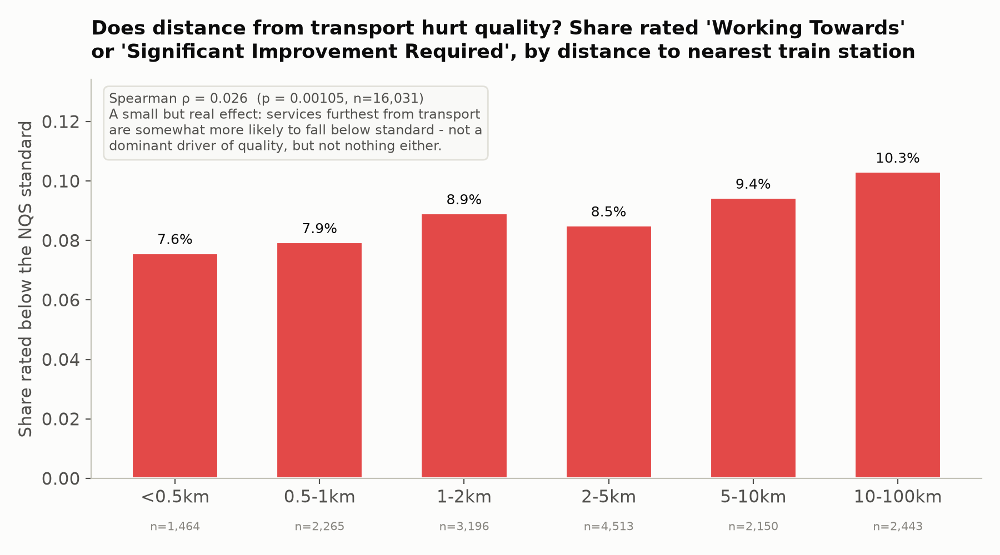 Does distance from transport hurt quality? Share rated 'Working Towards'
or 'Significant Improvement Required', by distance to nearest train station
Spearman ρ = 0.026  (p = 0.00105, n=16,031)
A small but real effect: services furthest from transport
are somewhat more likely to fall below standard - not a
dominant driver of quality, but not nothing either.
Share rated below the NQS standard
0.12
0.10
0.08
0.06
0.04
0.02
0.00
7.6%
7.9%
8.9%
8.5%
9.4%
10.3%
<0.5km
0.5-1km
1-2km
2-5km
5-10km
10-100km
n=1,464
n=2,265
n=3,196
n=4,513
n=2,150
n=2,443